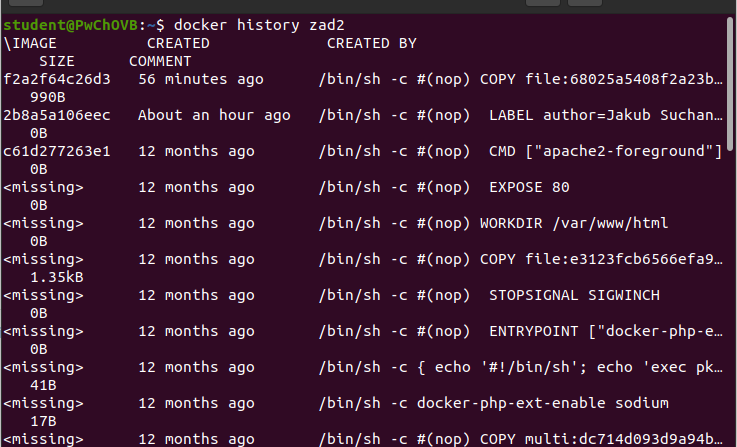 student@PwChOVB:~$ docker history zad2
\IMAGE CREATED CREATED BY
SIZE COMMENT
f2a2f64c26d3 56 minutes ago /bin/sh -c #(nop) COPY file:68025a5408f2a23b…
990B
2b8a5a106eec About an hour ago /bin/sh -c #(nop) LABEL author=Jakub Suchan…
0B
c61d277263e1 12 months ago /bin/sh -c #(nop) CMD ["apache2-foreground"]
0B
<missing> 12 months ago /bin/sh -c #(nop) EXPOSE 80
0B
<missing> 12 months ago /bin/sh -c #(nop) WORKDIR /var/www/html
0B
<missing> 12 months ago /bin/sh -c #(nop) COPY file:e3123fcb6566efa9…
1.35kB
<missing> 12 months ago /bin/sh -c #(nop) STOPSIGNAL SIGWINCH
0B
<missing> 12 months ago /bin/sh -c #(nop) ENTRYPOINT ["docker-php-e…
0B
<missing> 12 months ago /bin/sh -c { echo '#!/bin/sh'; echo 'exec pk…
41B
<missing> 12 months ago /bin/sh -c docker-php-ext-enable sodium
17B
<missing> 12 months ago /bin/sh -c #(nop) COPY multi:dc714d093d9a94b…